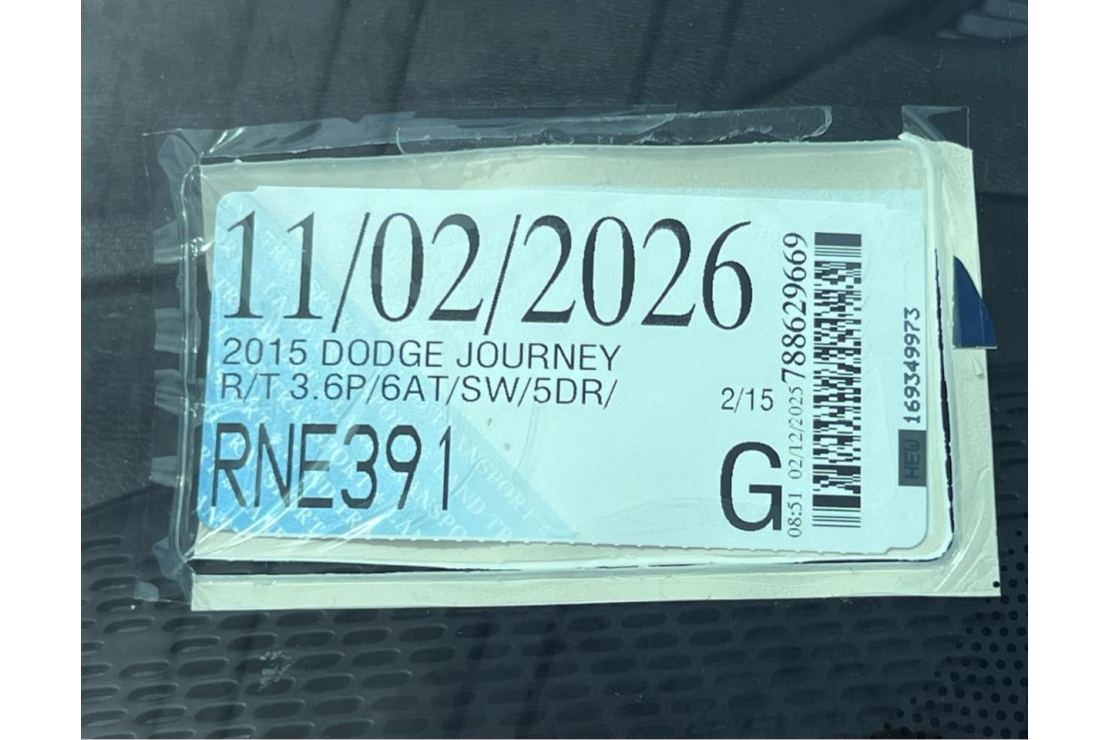 11/02/2026
2015 DODGE JOURNEY
R/T 3.6P/6AT/SW/5DR/
2/15
RNE391
G
08:51 02/12/2025 788629669
HEW 169349973